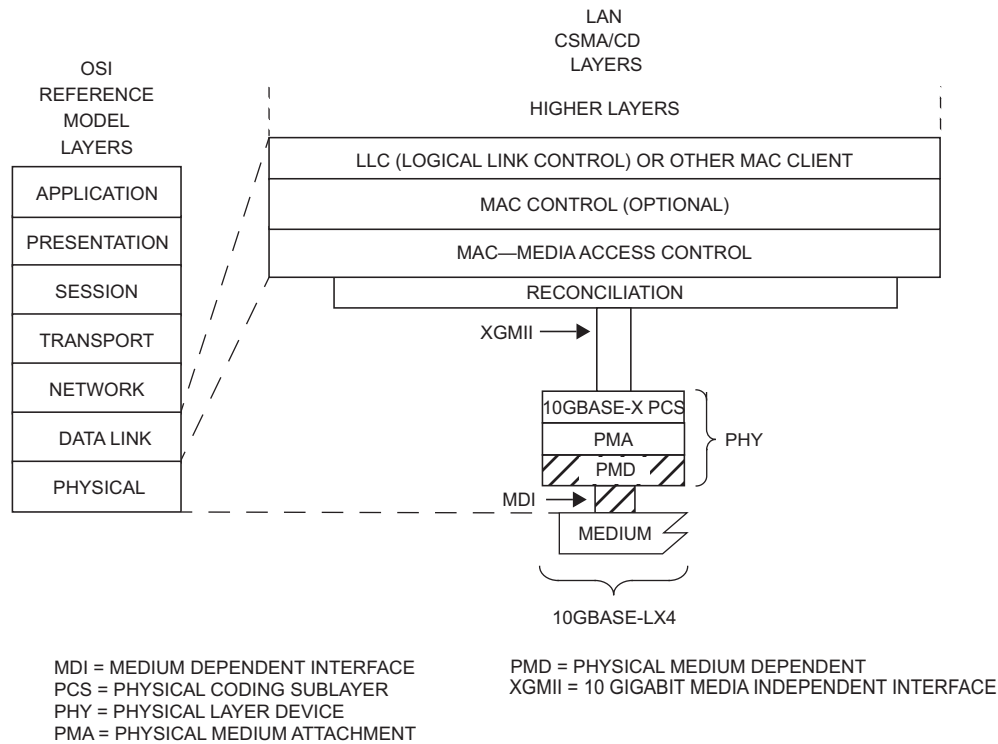 LAN
CSMA/CD
LAYERS
OSI
REFERENCE
MODEL
LAYERS
HIGHER LAYERS
LLC (LOGICAL LINK CONTROL) OR OTHER MAC CLIENT
APPLICATION
MAC CONTROL (OPTIONAL)
PRESENTATION
MAC—MEDIA ACCESS CONTROL
SESSION
RECONCILIATION
TRANSPORT
XGMII
NETWORK
10GBASE-X PCS
DATA LINK
PMA
PHY
PMD
PHYSICAL
MDI
MEDIUM
10GBASE-LX4
MDI = MEDIUM DEPENDENT INTERFACE
PCS = PHYSICAL CODING SUBLAYER
PHY = PHYSICAL LAYER DEVICE
PMA = PHYSICAL MEDIUM ATTACHMENT
PMD = PHYSICAL MEDIUM DEPENDENT
XGMII = 10 GIGABIT MEDIA INDEPENDENT INTERFACE